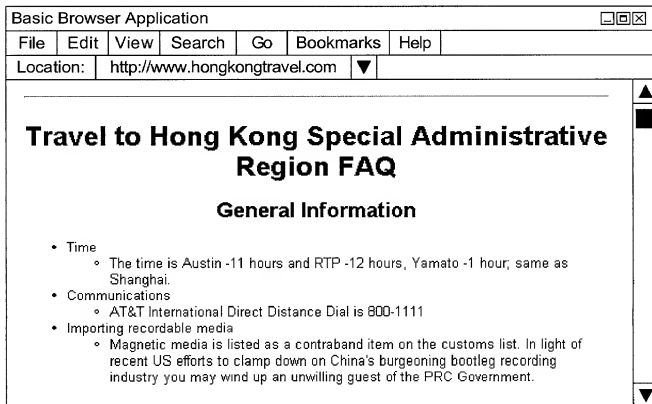 Basic Browser Application
File Edit View Search Go Bookmarks Help
Location: http://www.hongkongtravel.com
Travel to Hong Kong Special Administrative
Region FAQ
General Information
• Time
∘ The time is Austin -11 hours and RTP -12 hours, Yamato -1 hour; same as
Shanghai.
• Communications
∘ AT&T International Direct Distance Dial is 800-1111
• Importing recordable media
∘ Magnetic media is listed as a contraband item on the customs list. In light of
recent US efforts to clamp down on China's burgeoning bootleg recording
industry you may wind up an unwilling guest of the PRC Government.